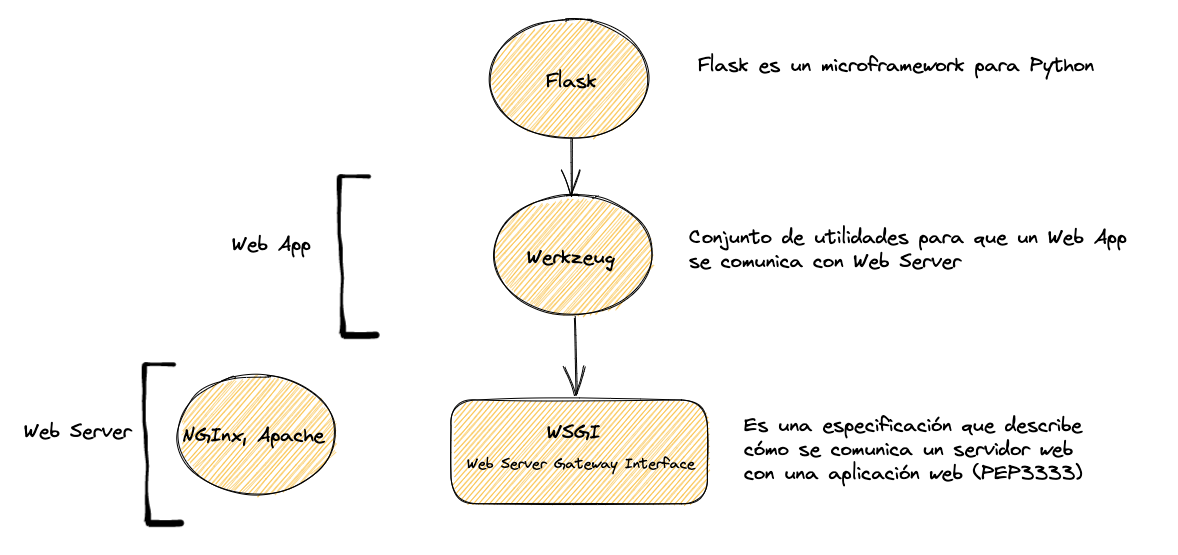 Flask
Flask es un microframework para Python
Web App
Werkzeug
Conjunto de utilidades para que un Web App
se comunica con Web Server
Web Server
NGInx, Apache
WSGI
Web Server Gateway Interface
Es una especificación que describe
cómo se comunica un servidor web
con una aplicación web (PEP3333)